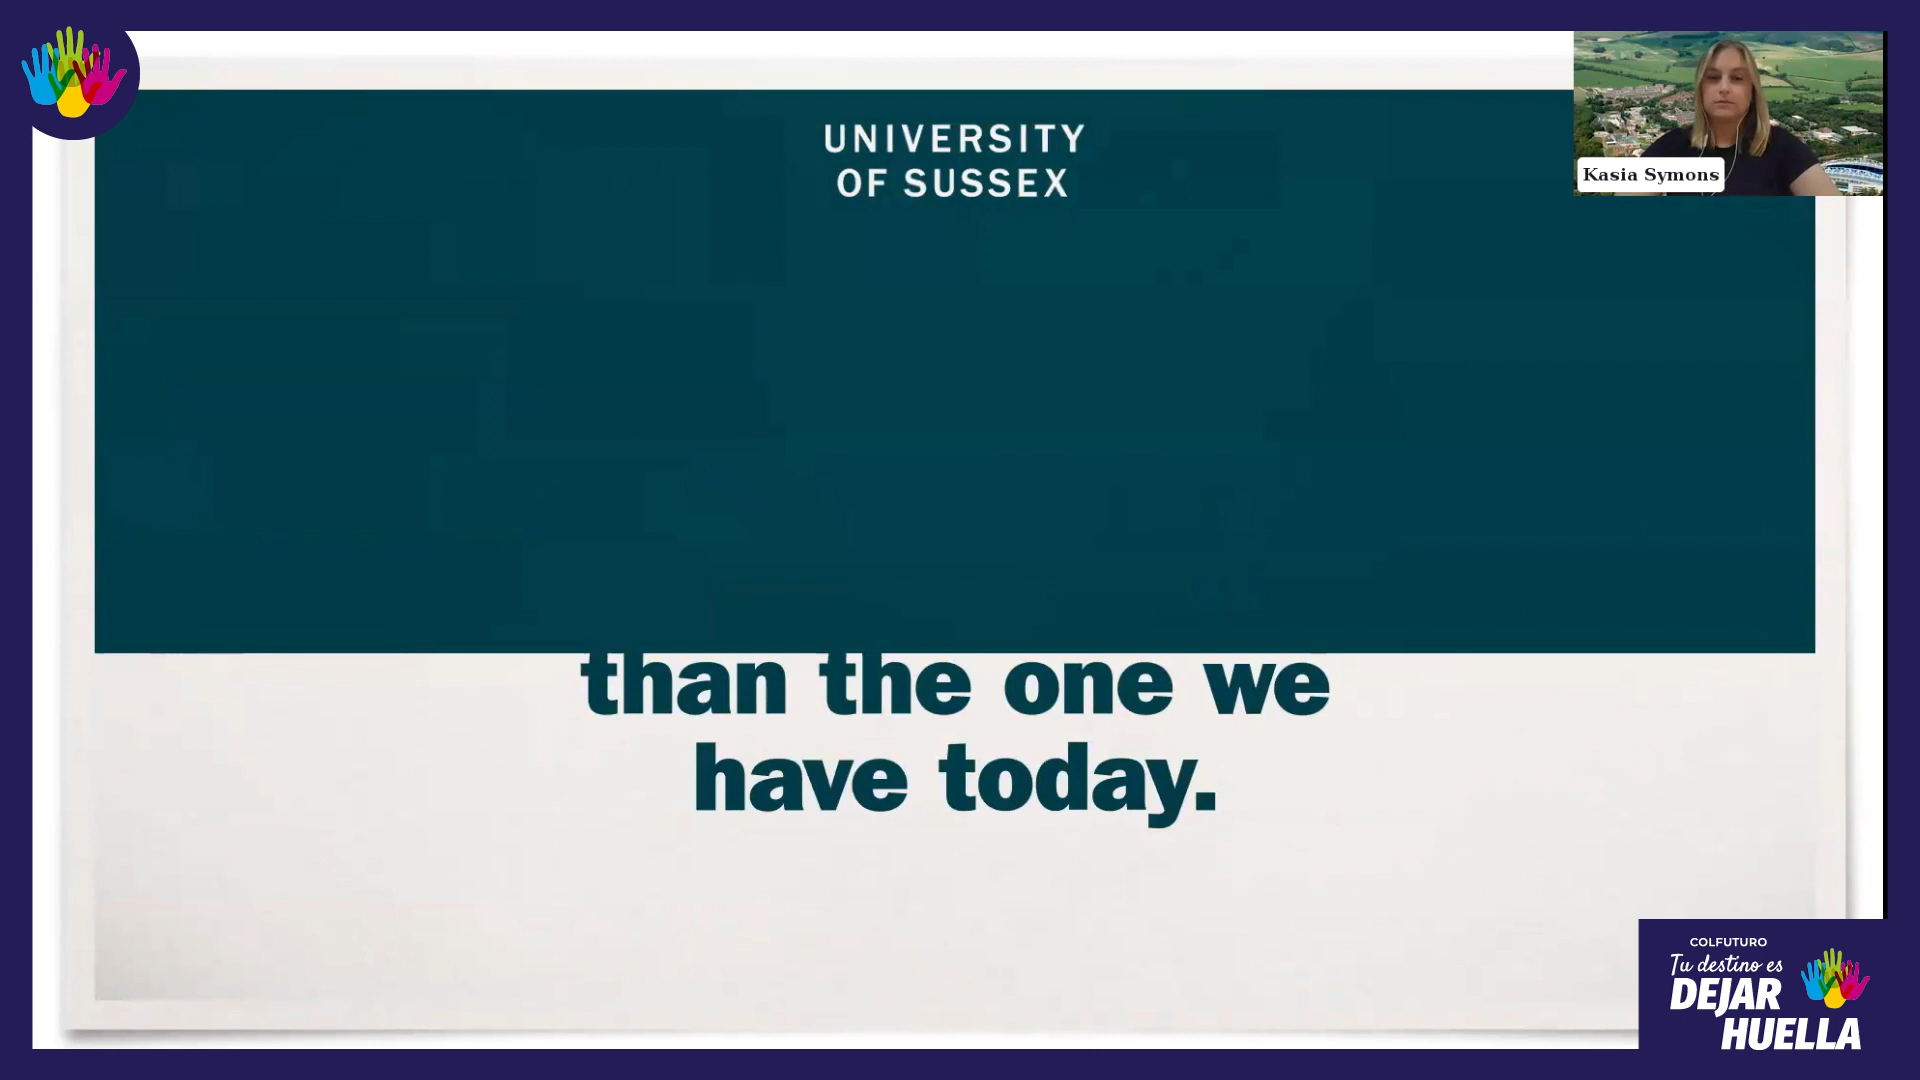 UNIVERSITY
OF SUSSEX
Kasia Symons
than the one we
have today.
COLFUTURO
Tu destino es
DEJAR
HUELLA